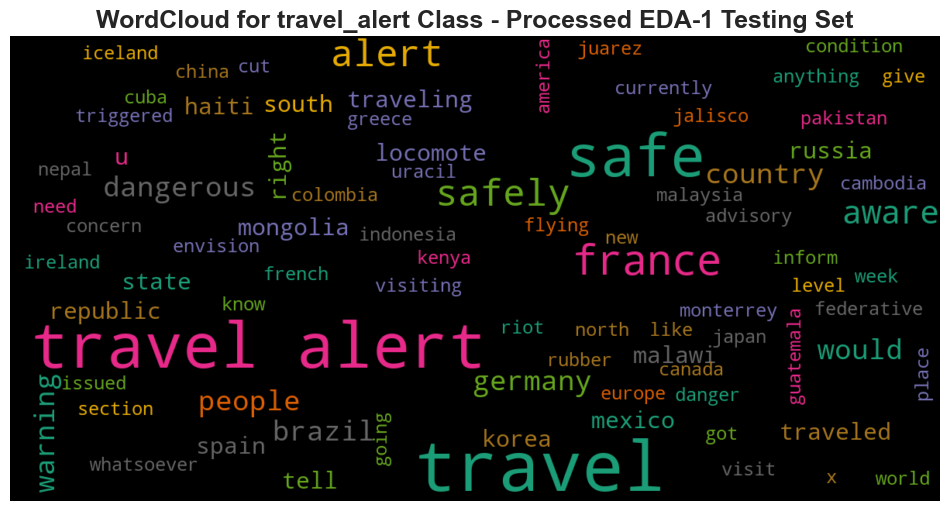 WordCloud for travel_alert Class - Processed EDA-1 Testing Set
iceland
alert
juarez
condition
china
cut
america
currently
anything
give
cuba
haiti
south
traveling
triggered
greece
jalisco
pakistan
right
safe
nepal
u
locomote
russia
dangerous
uracil
country
cambodia
colombia
safely
malaysia
need
advisory
aware
concern
mongolia
indonesia
flying
new
envision
kenya
france
inform
ireland
french
state
visiting
level
week
republic
know
monterrey
federative
travel alert
riot
north
like
japan
guatemala
would
rubber
malawi
canada
place
issued
germany
warning
section
people
europe
danger
mexico
brazil
going
korea
got
traveled
spain
whatsoever
tell
travel
visit
x
world